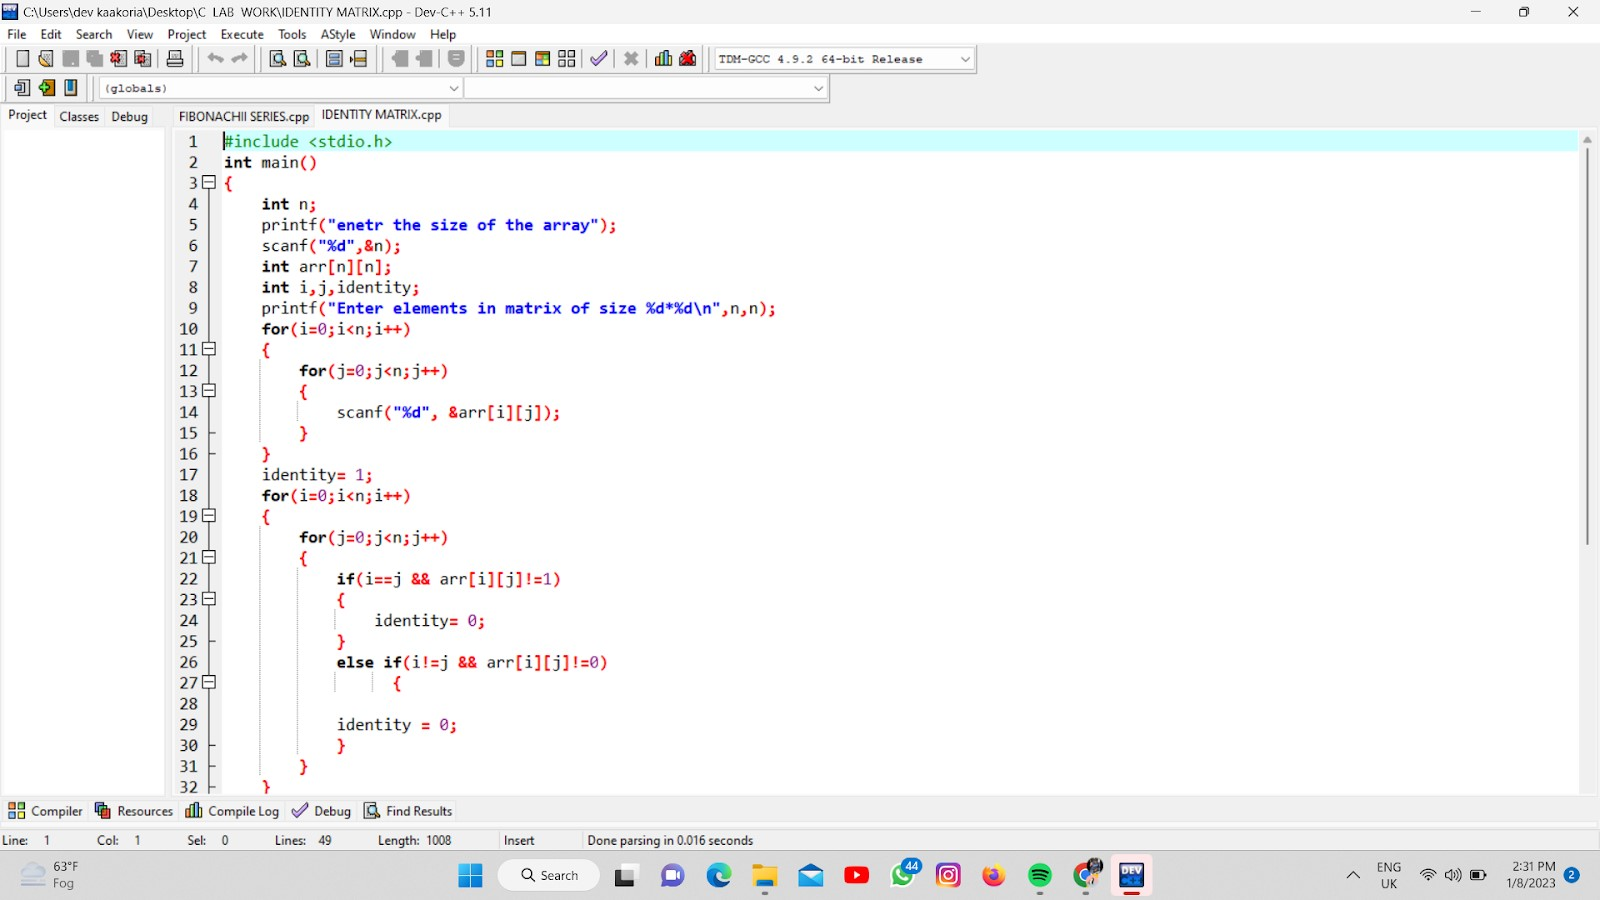 C:\Users\dev kaakoria\Desktop\C LAB WORK\IDENTITY MATRIX.cpp - Dev-C++ 5.11
File Edit Search View Project Execute Tools AStyle Window Help
TDM-GCC 4.9.2 64-bit Release
(globals)
Project Classes Debug FIBONACHII SERIES.cpp IDENTITY MATRIX.cpp
1 #include <stdio.h>
2 int main()
3 {
4 int n;
5 printf("enetr the size of the array");
6 scanf("%d",&n);
7 int arr[n][n];
8 int i,j,identity;
9 printf("Enter elements in matrix of size %d*%d\n",n,n);
10 for(i=0;i<n;i++)
11 {
12 for(j=0;j<n;j++)
13 {
14 scanf("%d", &arr[i][j]);
15 }
16 }
17 identity= 1;
18 for(i=0;i<n;i++)
19 {
20 for(j=0;j<n;j++)
21 {
22 if(i==j && arr[i][j]!=1)
23 {
24 identity= 0;
25 }
26 else if(i!=j && arr[i][j]!=0)
27 {
28
29 identity = 0;
30 }
31 }
32 }
Compiler Resources Compile Log Debug Find Results
Line: 1 Col: 1 Sel: 0 Lines: 49 Length: 1008 Insert Done parsing in 0.016 seconds
63°F
Fog
Search
44
DEV
ENG
UK
2:31 PM
1/8/2023
2